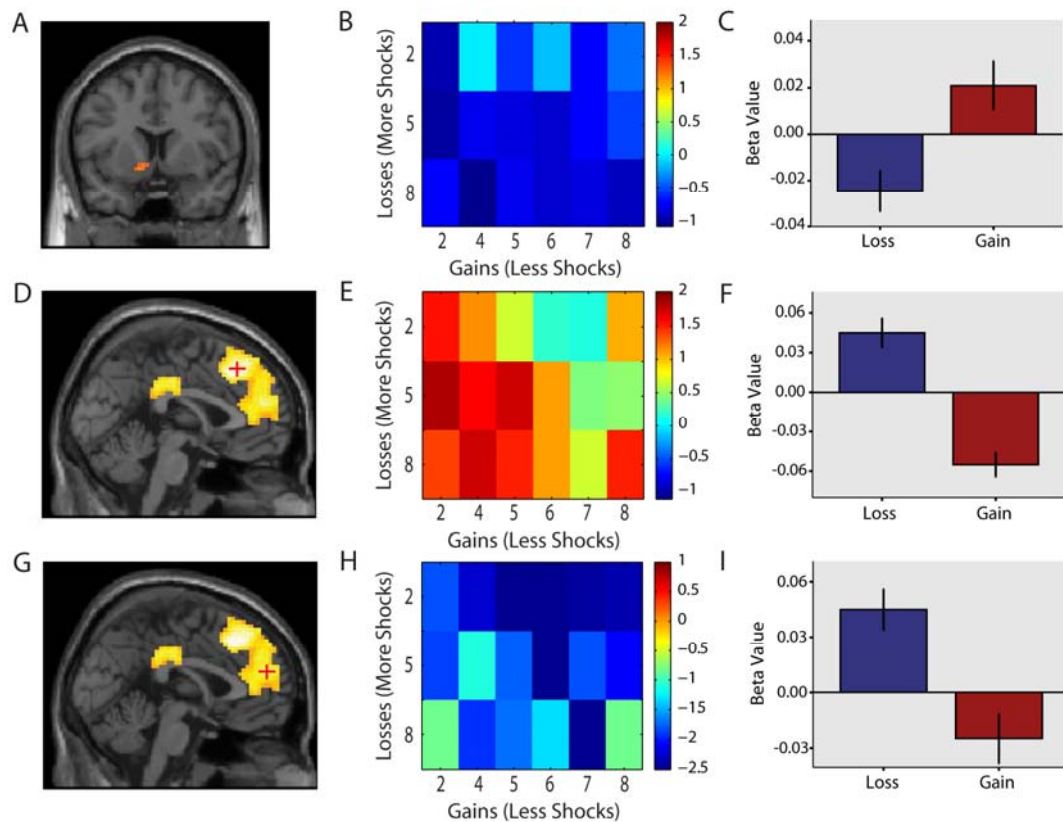 A
B
Losses (More Shocks)
2
5
8
2 4 5 6 7 8
Gains (Less Shocks)
2
1.5
1
0.5
0
−0.5
−1
C
Beta Value
0.04
0.02
0.00
-0.02
-0.04
Loss Gain
D
E
Losses (More Shocks)
2
5
8
2 4 5 6 7 8
Gains (Less Shocks)
2
1.5
1
0.5
0
−0.5
−1
F
Beta Value
0.06
0.03
0.00
-0.03
-0.06
Loss Gain
G
H
Losses (More Shocks)
2
5
8
2 4 5 6 7 8
Gains (Less Shocks)
1
0.5
0
−0.5
−1
−1.5
−2
−2.5
I
Beta Value
0.06
0.03
0.00
-0.03
Loss Gain